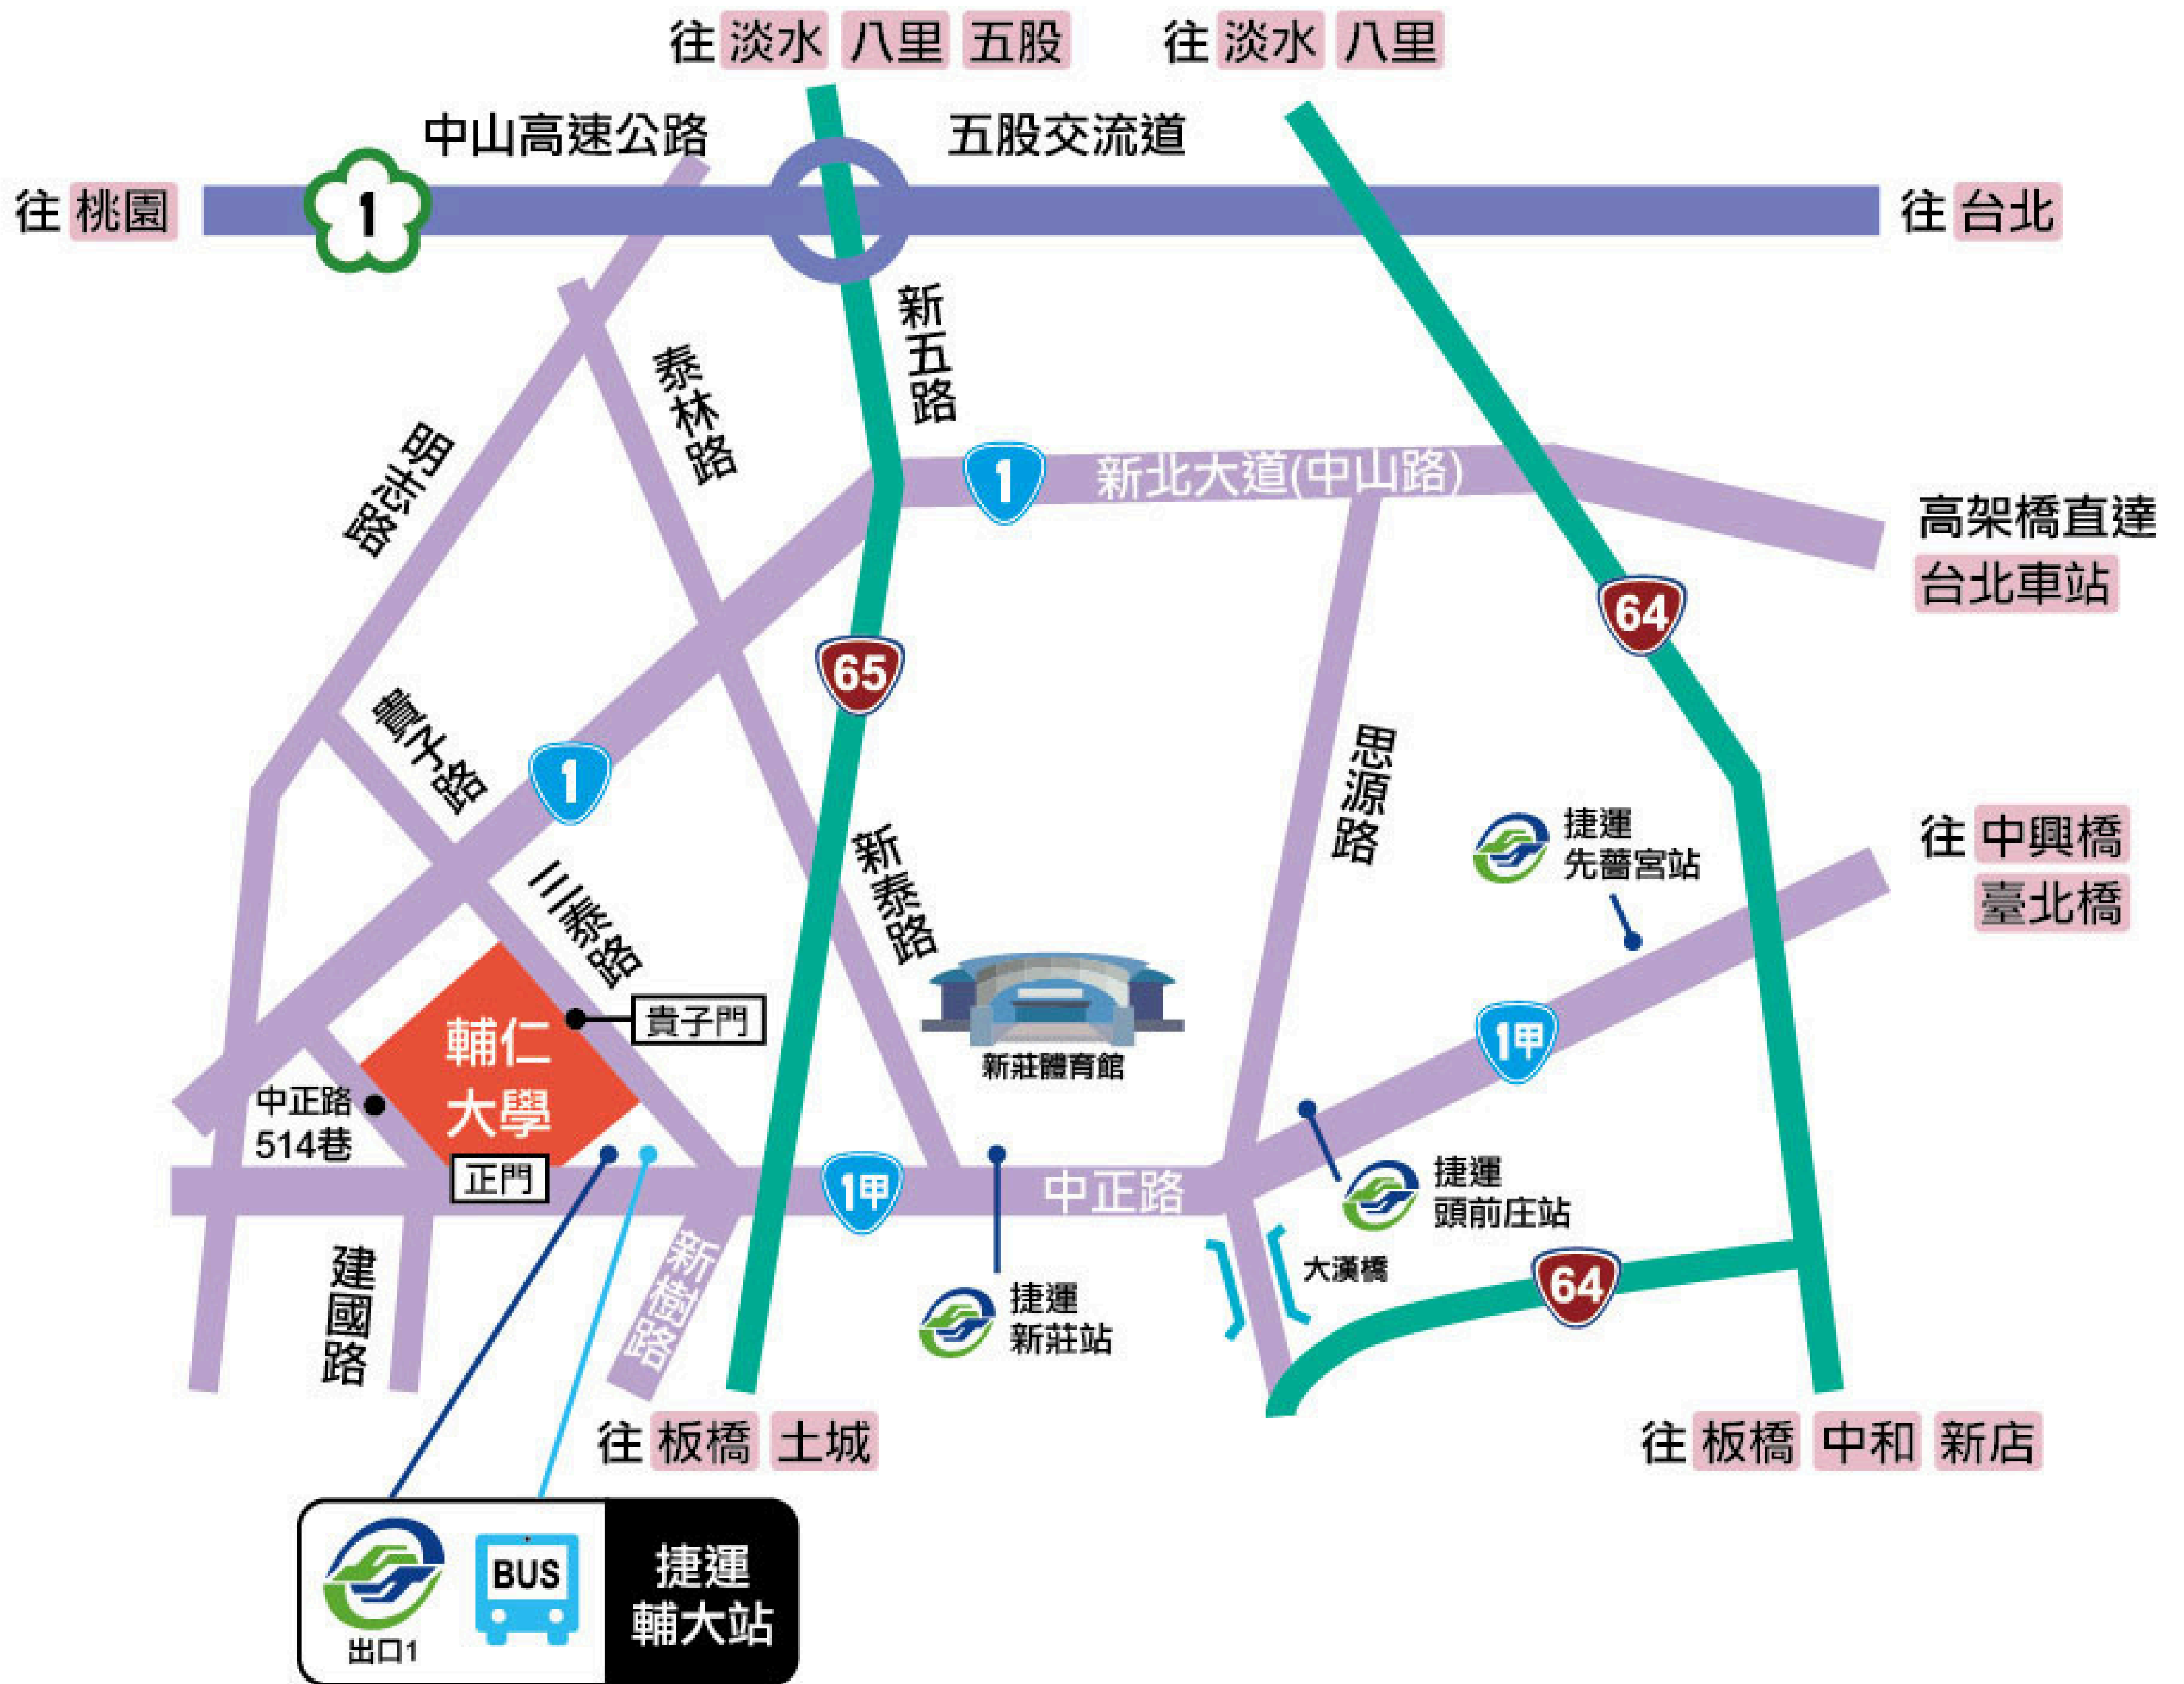 往 淡水 八里 五股
往 淡水 八里
中山高速公路
五股交流道
往 桃園
1
往 台北
新五路
泰林路
明志路
1
新北大道(中山路)
高架橋直達
台北車站
64
65
貴子路
1
思源路
捷運
先嗇宮站
往 中興橋
臺北橋
三泰路
新泰路
輔仁
大學
貴子門
新莊體育館
1甲
中正路
514巷
正門
1甲
中正路
捷運
頭前庄站
建國路
新樹路
大漢橋
64
捷運
新莊站
往 板橋 土城
往 板橋 中和 新店
BUS
出口1
捷運
輔大站